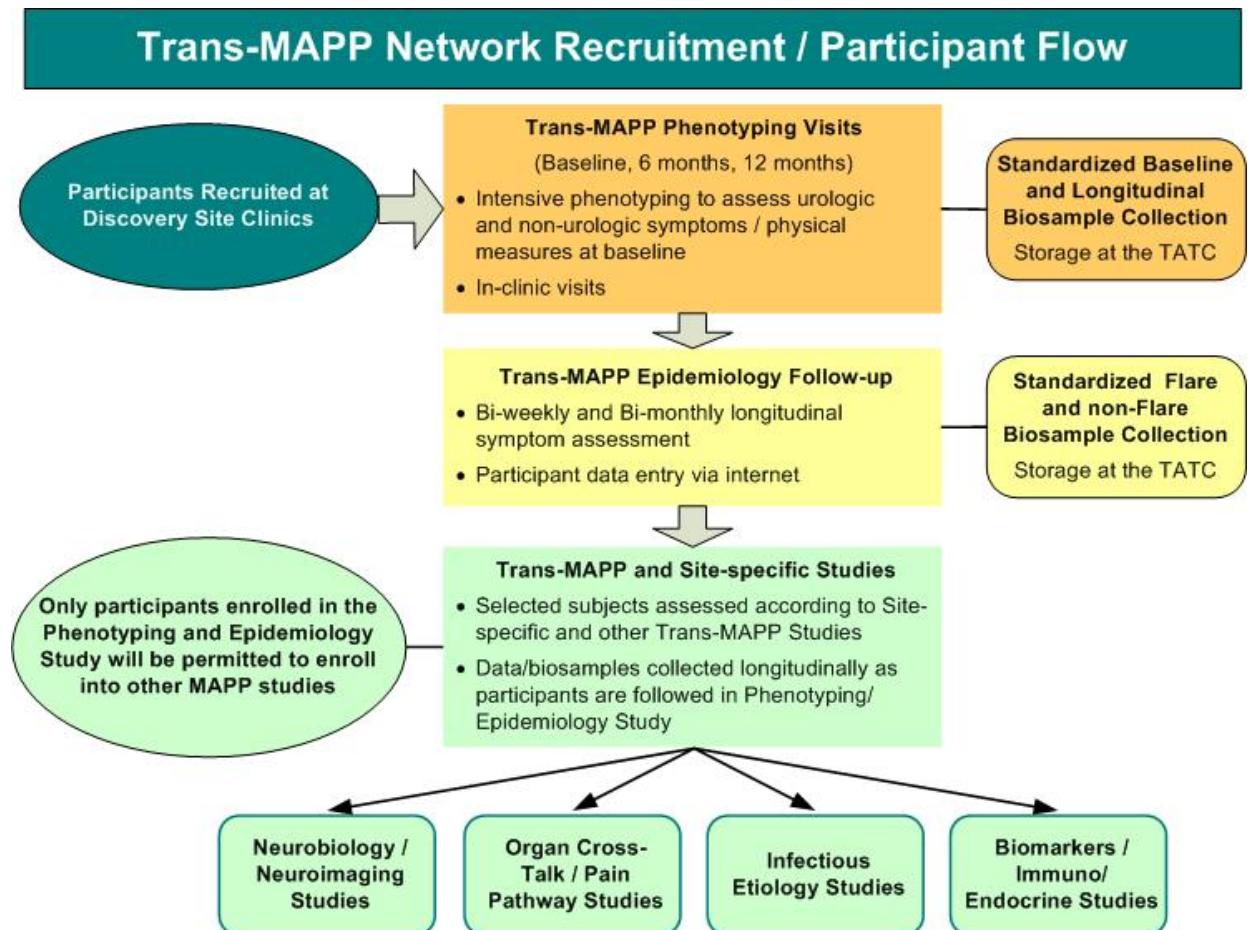 Trans-MAPP Network Recruitment / Participant Flow
Participants Recruited at
Discovery Site Clinics
Trans-MAPP Phenotyping Visits
(Baseline, 6 months, 12 months)
• Intensive phenotyping to assess urologic
and non-urologic symptoms / physical
measures at baseline
• In-clinic visits
Standardized Baseline
and Longitudinal
Biosample Collection
Storage at the TATC
Trans-MAPP Epidemiology Follow-up
• Bi-weekly and Bi-monthly longitudinal
symptom assessment
• Participant data entry via internet
Standardized Flare
and non-Flare
Biosample Collection
Storage at the TATC
Only participants enrolled in the
Phenotyping and Epidemiology
Study will be permitted to enroll
into other MAPP studies
Trans-MAPP and Site-specific Studies
• Selected subjects assessed according to Site-
specific and other Trans-MAPP Studies
• Data/biosamples collected longitudinally as
participants are followed in Phenotyping/
Epidemiology Study
Neurobiology /
Neuroimaging
Studies
Organ Cross-
Talk / Pain
Pathway Studies
Infectious
Etiology Studies
Biomarkers /
Immuno/
Endocrine Studies